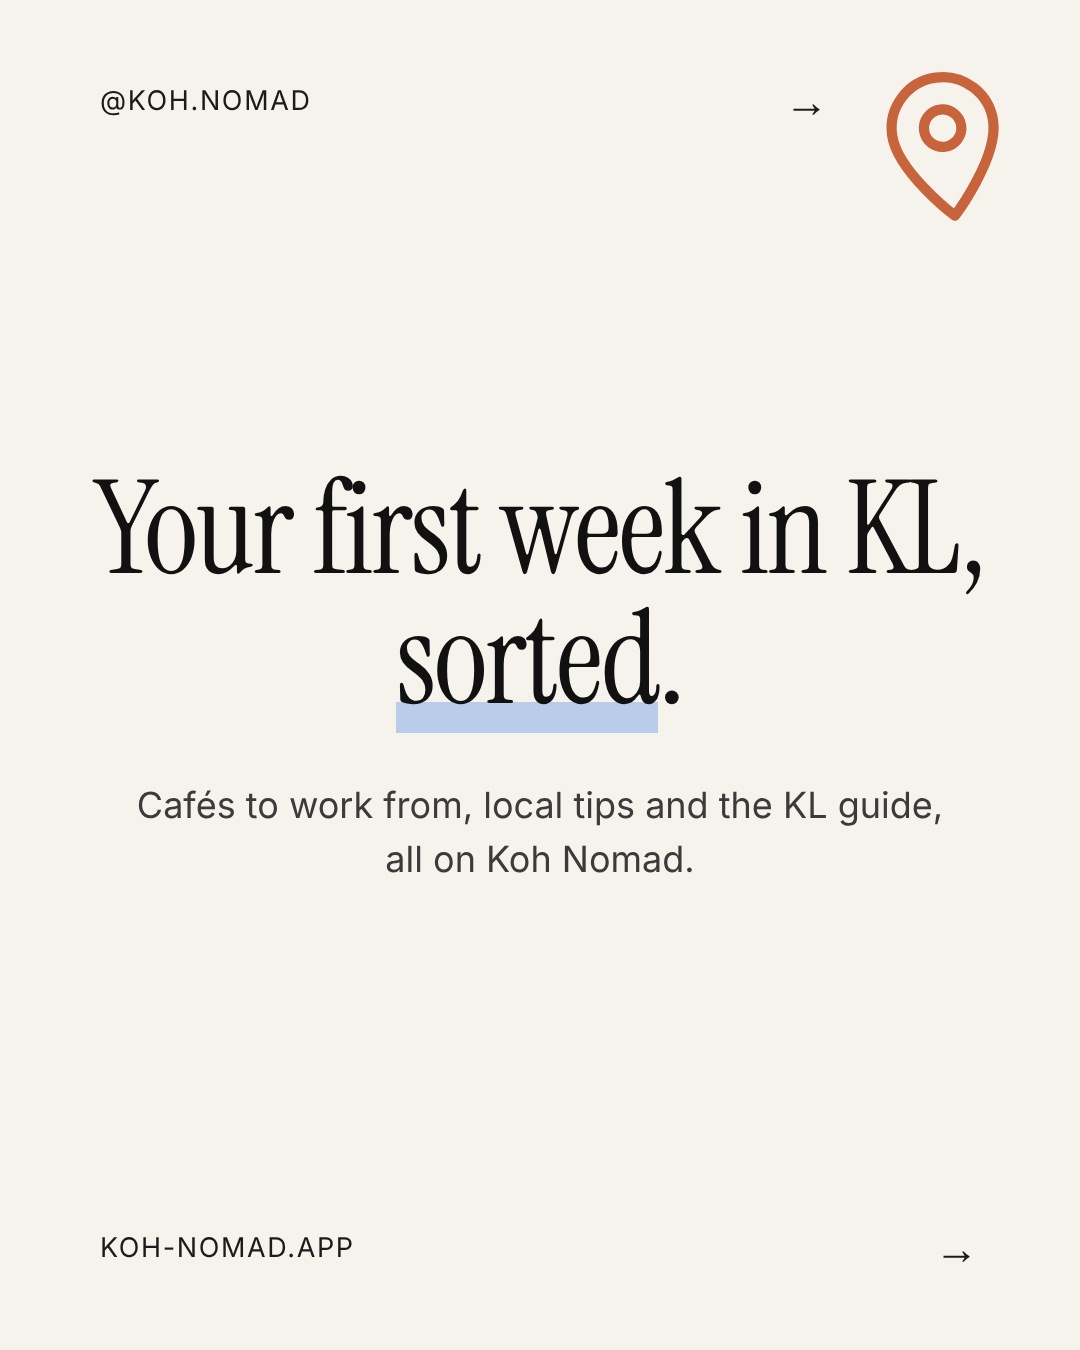 @KOH.NOMAD →
Your first week in KL,
sorted.
Cafés to work from, local tips and the KL guide,
all on Koh Nomad.
KOH-NOMAD.APP →